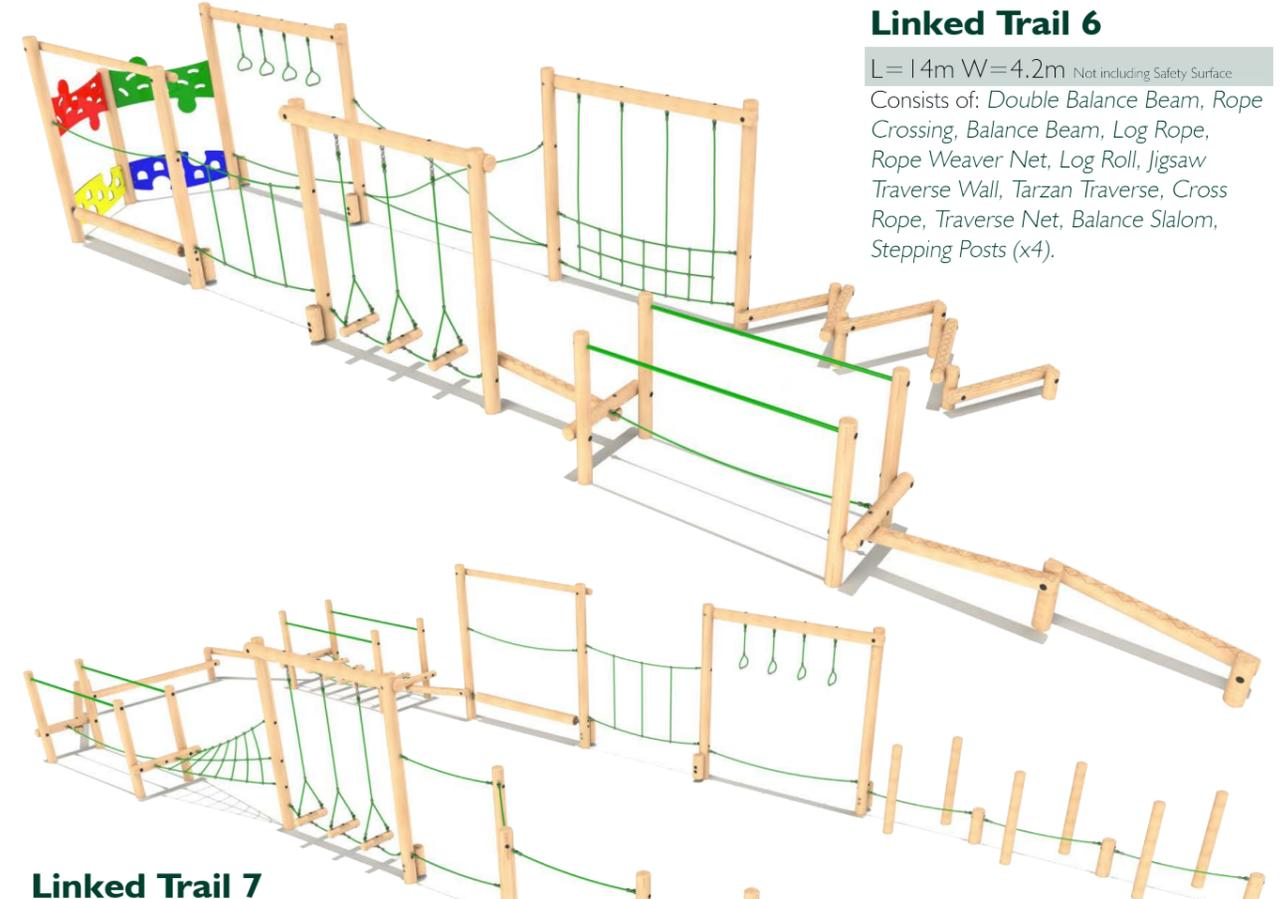 Linked Trail 6
L=14m W=4.2m Not including Safety Surface
Consists of: Double Balance Beam, Rope
Crossing, Balance Beam, Log Rope,
Rope Weaver Net, Log Roll, Jigsaw
Traverse Wall, Tarzan Traverse, Cross
Rope, Traverse Net, Balance Slalom,
Stepping Posts (x4).
Linked Trail 7